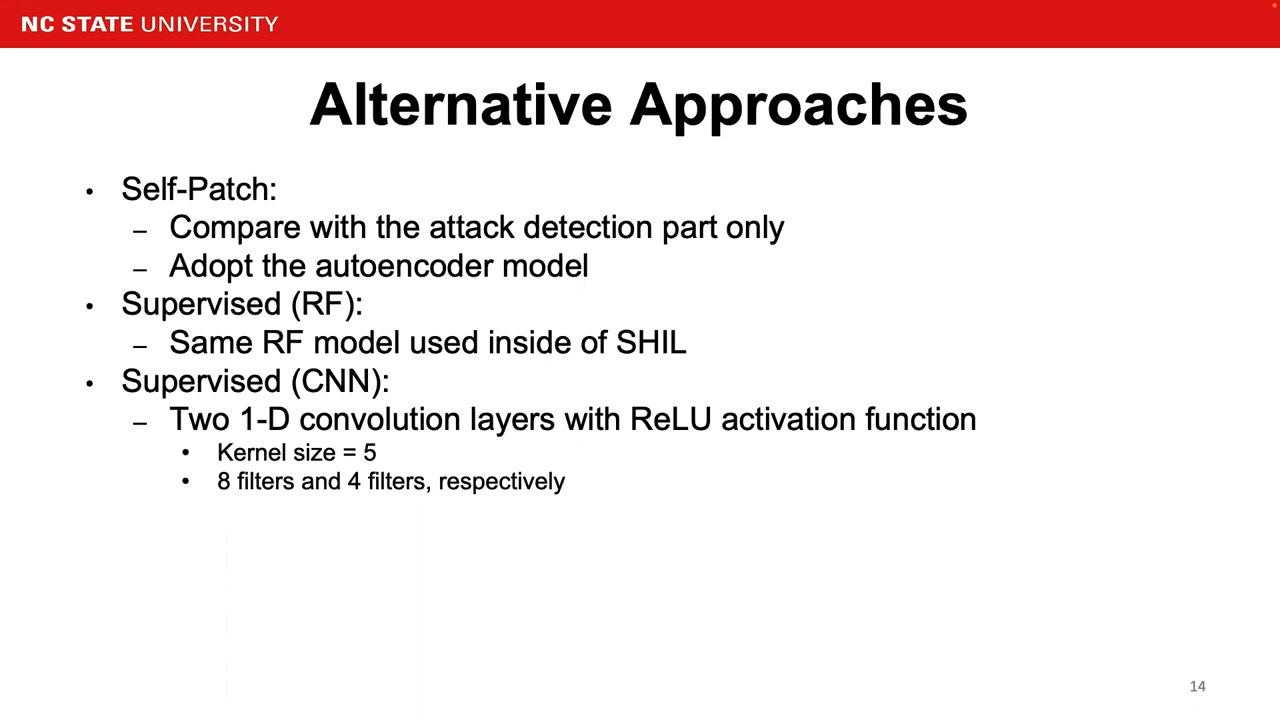 NC STATE UNIVERSITY
Alternative Approaches
• Self-Patch:
– Compare with the attack detection part only
– Adopt the autoencoder model
• Supervised (RF):
– Same RF model used inside of SHIL
• Supervised (CNN):
– Two 1-D convolution layers with ReLU activation function
• Kernel size = 5
• 8 filters and 4 filters, respectively
14